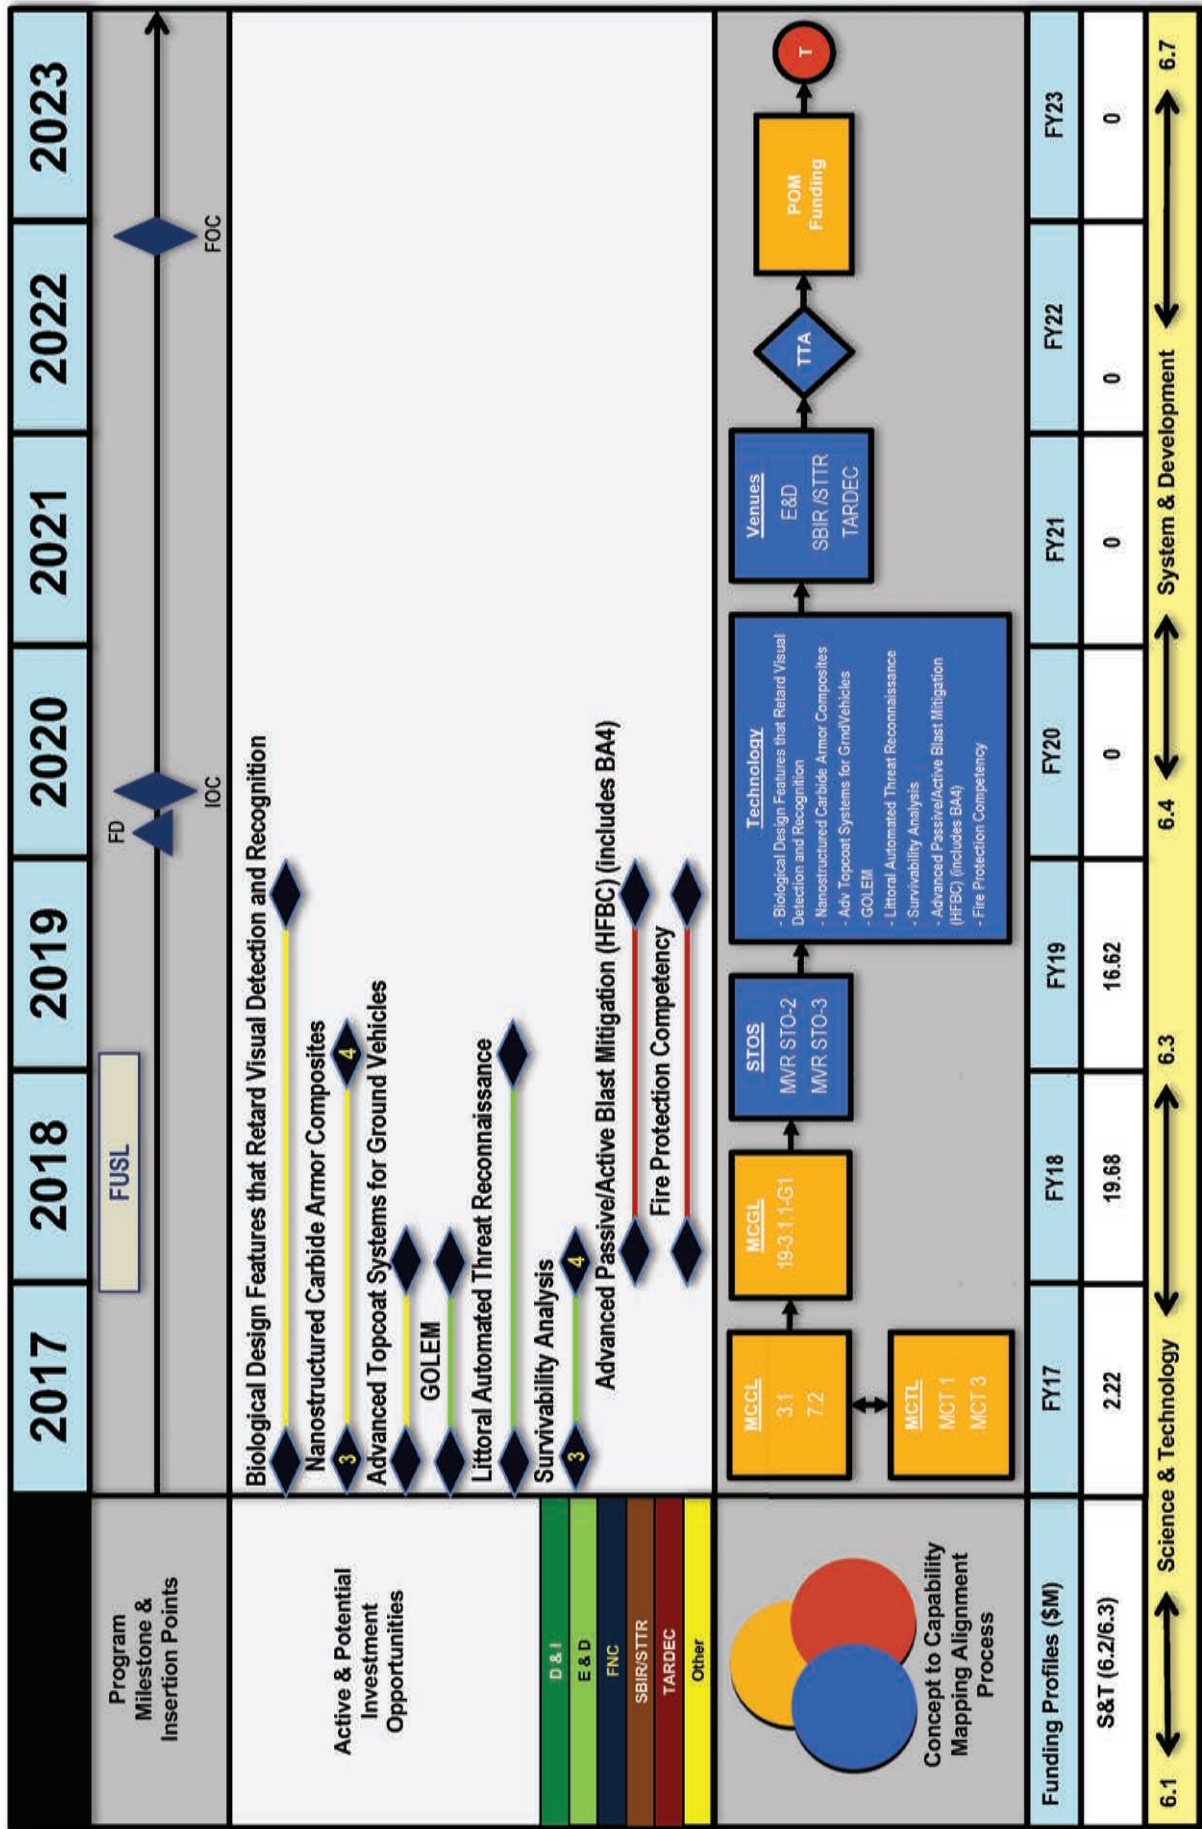 2017
2018
2019
2020
2021
2022
2023
Program
Milestone &
Insertion Points
FUSL
FD
IOC
FOC
Active & Potential
Investment
Opportunities
D & I
E & D
FNC
SBIR/STTR
TARDEC
Other
Biological Design Features that Retard Visual Detection and Recognition
Nanostructured Carbide Armor Composites
3
4
Advanced Topcoat Systems for Ground Vehicles
GOLEM
Littoral Automated Threat Reconnaissance
Survivability Analysis
3
4
Advanced Passive/Active Blast Mitigation (HFBC) (includes BA4)
Fire Protection Competency
Concept to Capability
Mapping Alignment
Process
MCCL
3.1
7.2
MCTL
MCT 1
MCT 3
MCGL
19-3.1.1-G1
STOS
MVR STO-2
MVR STO-3
Technology
- Biological Design Features that Retard Visual
Detection and Recognition
- Nanostructured Carbide Armor Composites
- Adv Topcoat Systems for GrndVehicles
- GOLEM
- Littoral Automated Threat Reconnaissance
- Survivability Analysis
- Advanced Passive/Active Blast Mitigation
(HFBC) (includes BA4)
- Fire Protection Competency
Venues
E&D
SBIR /STTR
TARDEC
TTA
POM
Funding
T
Funding Profiles ($M)
FY17
FY18
FY19
FY20
FY21
FY22
FY23
S&T (6.2/6.3)
2.22
19.68
16.62
0
0
0
0
6.1
Science & Technology
6.3
6.4
System & Development
6.7